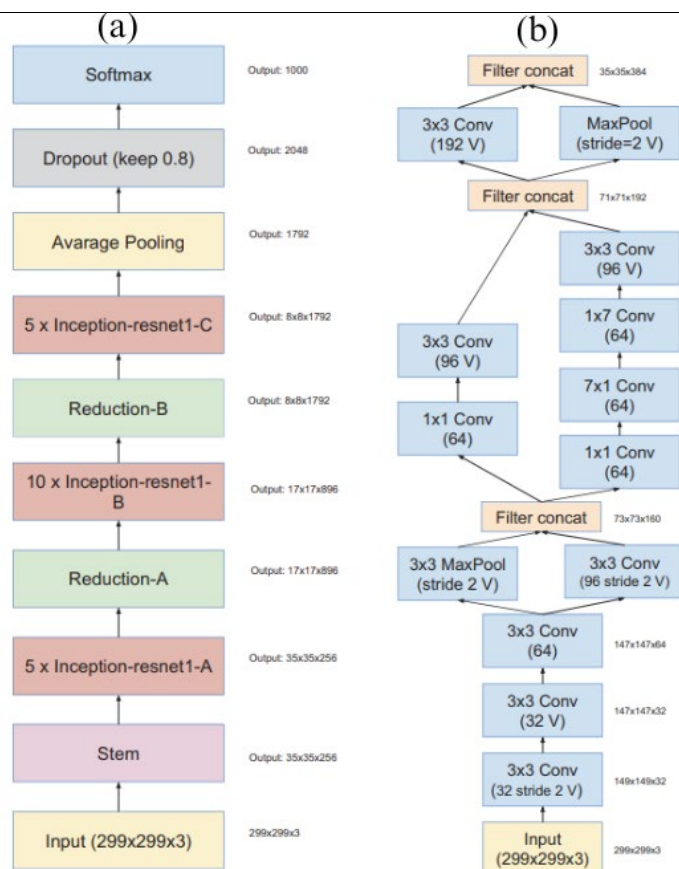 (a)
Softmax
Output: 1000
Dropout (keep 0.8)
Output: 2048
Avarage Pooling
Output: 1792
5 x Inception-resnet1-C
Output: 8x8x1792
Reduction-B
Output: 8x8x1792
10 x Inception-resnet1-
B
Output: 17x17x896
Reduction-A
Output: 17x17x896
5 x Inception-resnet1-A
Output: 35x35x256
Stem
Output: 35x35x256
Input (299x299x3)
299x299x3
(b)
Filter concat
35x35x384
3x3 Conv
(192 V)
MaxPool
(stride=2 V)
Filter concat
71x71x192
3x3 Conv
(96 V)
1x7 Conv
(64)
3x3 Conv
(96 V)
7x1 Conv
(64)
1x1 Conv
(64)
1x1 Conv
(64)
Filter concat
73x73x160
3x3 MaxPool
(stride 2 V)
3x3 Conv
(96 stride 2 V)
3x3 Conv
(64)
147x147x64
3x3 Conv
(32 V)
147x147x32
3x3 Conv
(32 stride 2 V)
149x149x32
Input
(299x299x3)
299x299x3